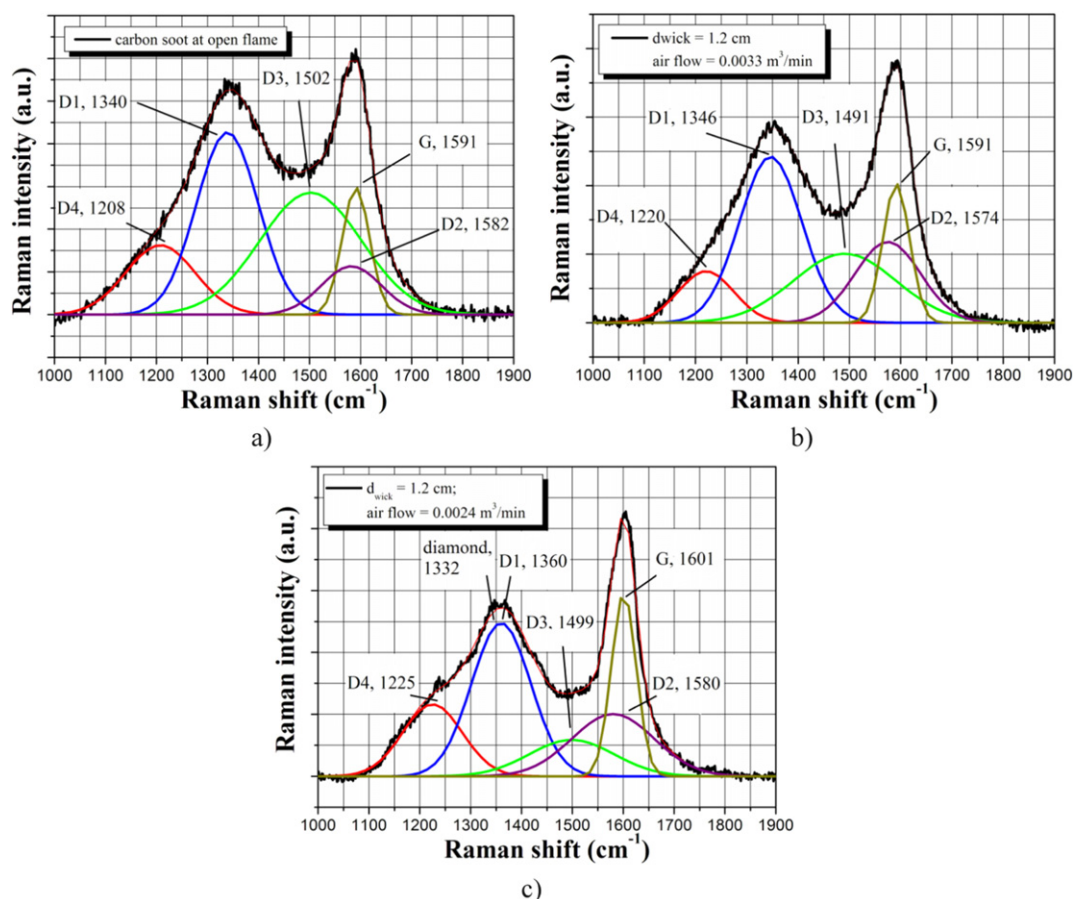 carbon soot at open flame
D1, 1340
D3, 1502
G, 1591
D4, 1208
D2, 1582
Raman intensity (a.u.)
1000 1100 1200 1300 1400 1500 1600 1700 1800 1900
Raman shift (cm-1)
a)
dwick = 1.2 cm
air flow = 0.0033 m3/min
D1, 1346
D3, 1491
G, 1591
D4, 1220
D2, 1574
Raman intensity (a.u.)
1000 1100 1200 1300 1400 1500 1600 1700 1800 1900
Raman shift (cm-1)
b)
dwick = 1.2 cm;
air flow = 0.0024 m3/min
diamond,
1332
D1, 1360
G, 1601
D3, 1499
D4, 1225
D2, 1580
Raman intensity (a.u.)
1000 1100 1200 1300 1400 1500 1600 1700 1800 1900
Raman shift (cm-1)
c)